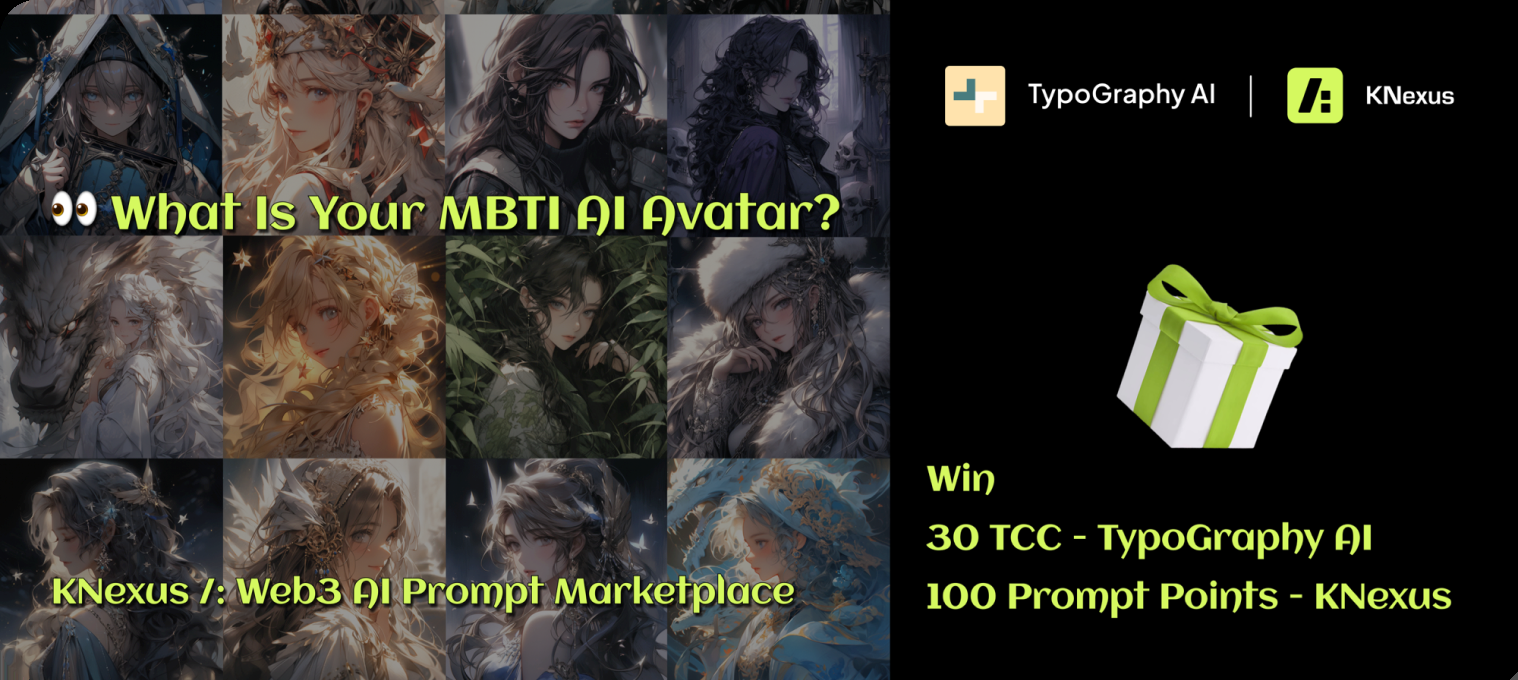 👀 What Is Your MBTI AI Avatar?
KNexus /: Web3 AI Prompt Marketplace
TypoGraphy AI | /: KNexus
Win
30 TCC - TypoGraphy AI
100 Prompt Points - KNexus